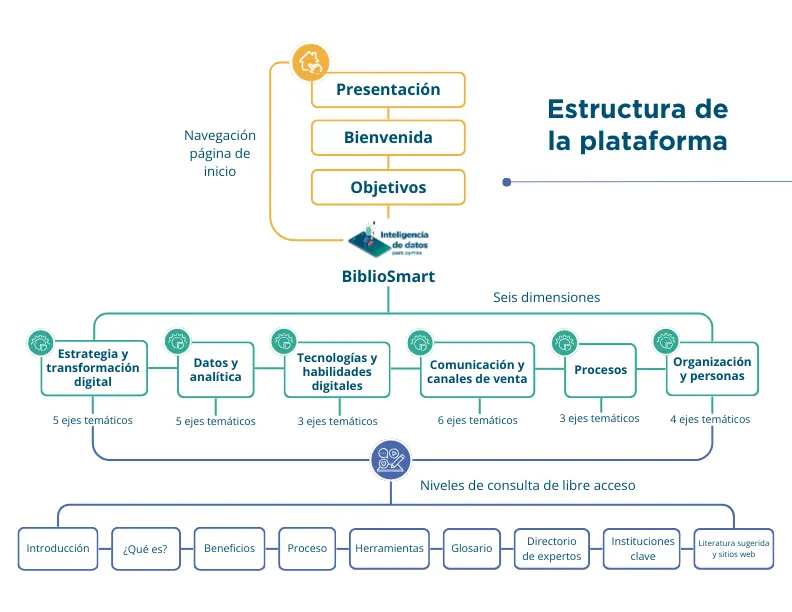 Estructura de
la plataforma
Presentación
Bienvenida
Objetivos
Navegación
página de
inicio
Inteligencia
de datos
para pymes
BiblioSmart
Seis dimensiones
Estrategia y
transformación
digital
Datos y
analítica
Tecnologías y
habilidades
digitales
Comunicación y
canales de venta
Procesos
Organización
y personas
5 ejes temáticos
5 ejes temáticos
3 ejes temáticos
6 ejes temáticos
3 ejes temáticos
4 ejes temáticos
Niveles de consulta de libre acceso
Introducción
¿Qué es?
Beneficios
Proceso
Herramientas
Glosario
Directorio
de expertos
Instituciones
clave
Literatura sugerida
y sitios web